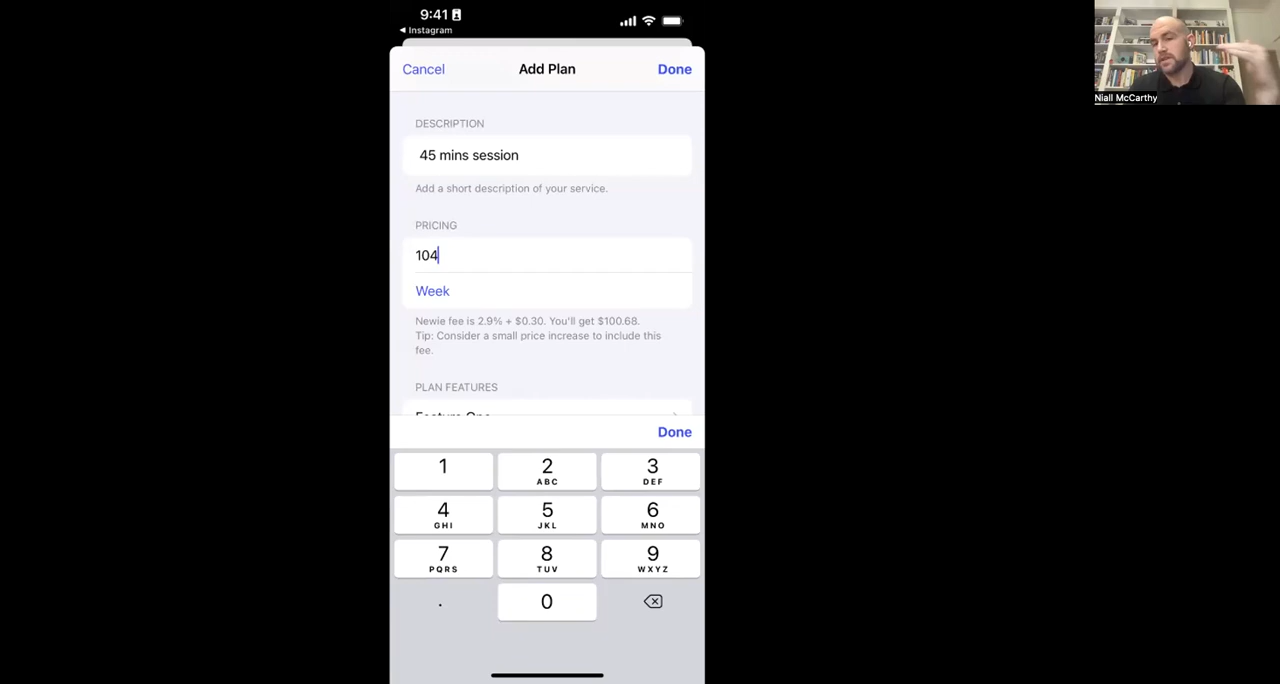 9:41
◀ Instagram
Cancel
Add Plan
Done
DESCRIPTION
45 mins session
Add a short description of your service.
PRICING
104
Week
Newie fee is 2.9% + $0.30. You'll get $100.68.
Tip: Consider a small price increase to include this
fee.
PLAN FEATURES
Feature One
Done
1
2
ABC
3
DEF
4
GHI
5
JKL
6
MNO
7
PQRS
8
TUV
9
WXYZ
.
0
Niall McCarthy